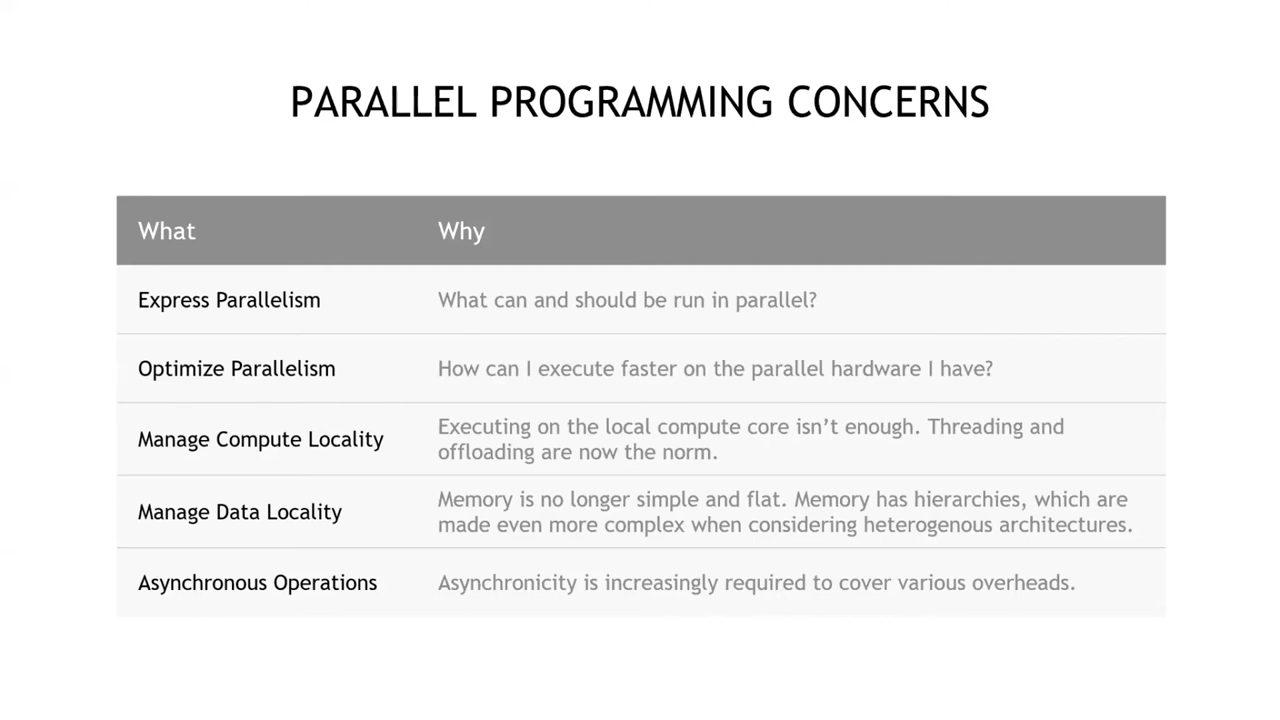 PARALLEL PROGRAMMING CONCERNS
What
Why
Express Parallelism
What can and should be run in parallel?
Optimize Parallelism
How can I execute faster on the parallel hardware I have?
Manage Compute Locality
Executing on the local compute core isn’t enough. Threading and
offloading are now the norm.
Manage Data Locality
Memory is no longer simple and flat. Memory has hierarchies, which are
made even more complex when considering heterogenous architectures.
Asynchronous Operations
Asynchronicity is increasingly required to cover various overheads.